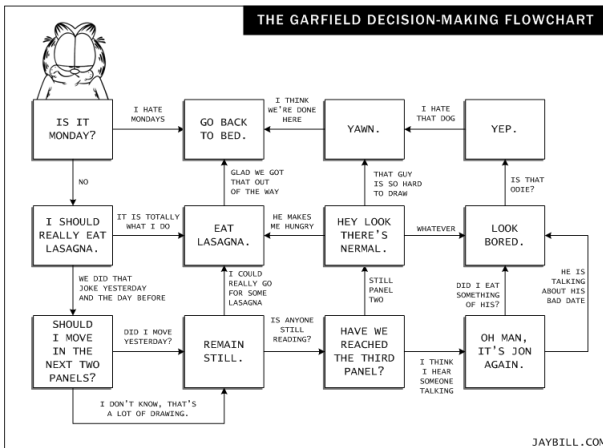 THE GARFIELD DECISION-MAKING FLOWCHART
IS IT
MONDAY?
I HATE
MONDAYS
GO BACK
TO BED.
I THINK
WE'RE DONE
HERE
YAWN.
I HATE
THAT DOG
YEP.
NO
GLAD WE GOT
THAT OUT
OF THE WAY
THAT GUY
IS SO HARD
TO DRAW
IS THAT
ODIE?
I SHOULD
REALLY EAT
LASAGNA.
IT IS TOTALLY
WHAT I DO
EAT
LASAGNA.
HE MAKES
ME HUNGRY
HEY LOOK
THERE'S
NERMAL.
WHATEVER
LOOK
BORED.
WE DID THAT
JOKE YESTERDAY
AND THE DAY BEFORE
I COULD
REALLY GO
FOR SOME
LASAGNA
STILL
PANEL
TWO
DID I EAT
SOMETHING
OF HIS?
HE IS
TALKING
ABOUT HIS
BAD DATE
SHOULD
I MOVE
IN THE
NEXT TWO
PANELS?
DID I MOVE
YESTERDAY?
REMAIN
STILL.
IS ANYONE
STILL
READING?
HAVE WE
REACHED
THE THIRD
PANEL?
I THINK
I HEAR
SOMEONE
TALKING
OH MAN,
IT'S JON
AGAIN.
I DON'T KNOW, THAT'S
A LOT OF DRAWING.
JAYBILL.COM